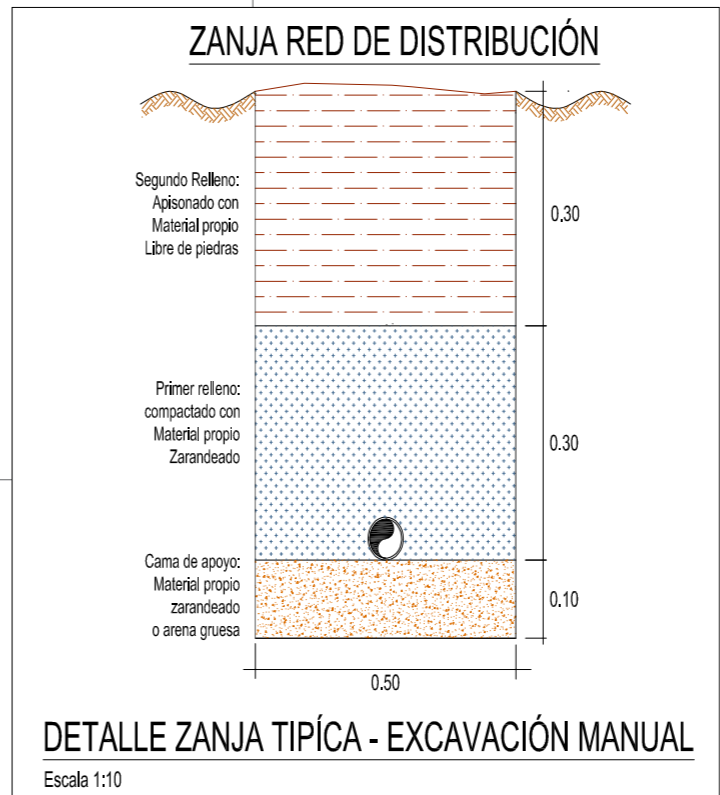 ZANJA RED DE DISTRIBUCIÓN
Segundo Relleno:
Apisonado con
Material propio
Libre de piedras
0.30
Primer relleno:
compactado con
Material propio
Zarandeado
0.30
Cama de apoyo:
Material propio
zarandeado
o arena gruesa
0.10
0.50
DETALLE ZANJA TIPÍCA - EXCAVACIÓN MANUAL
Escala 1:10